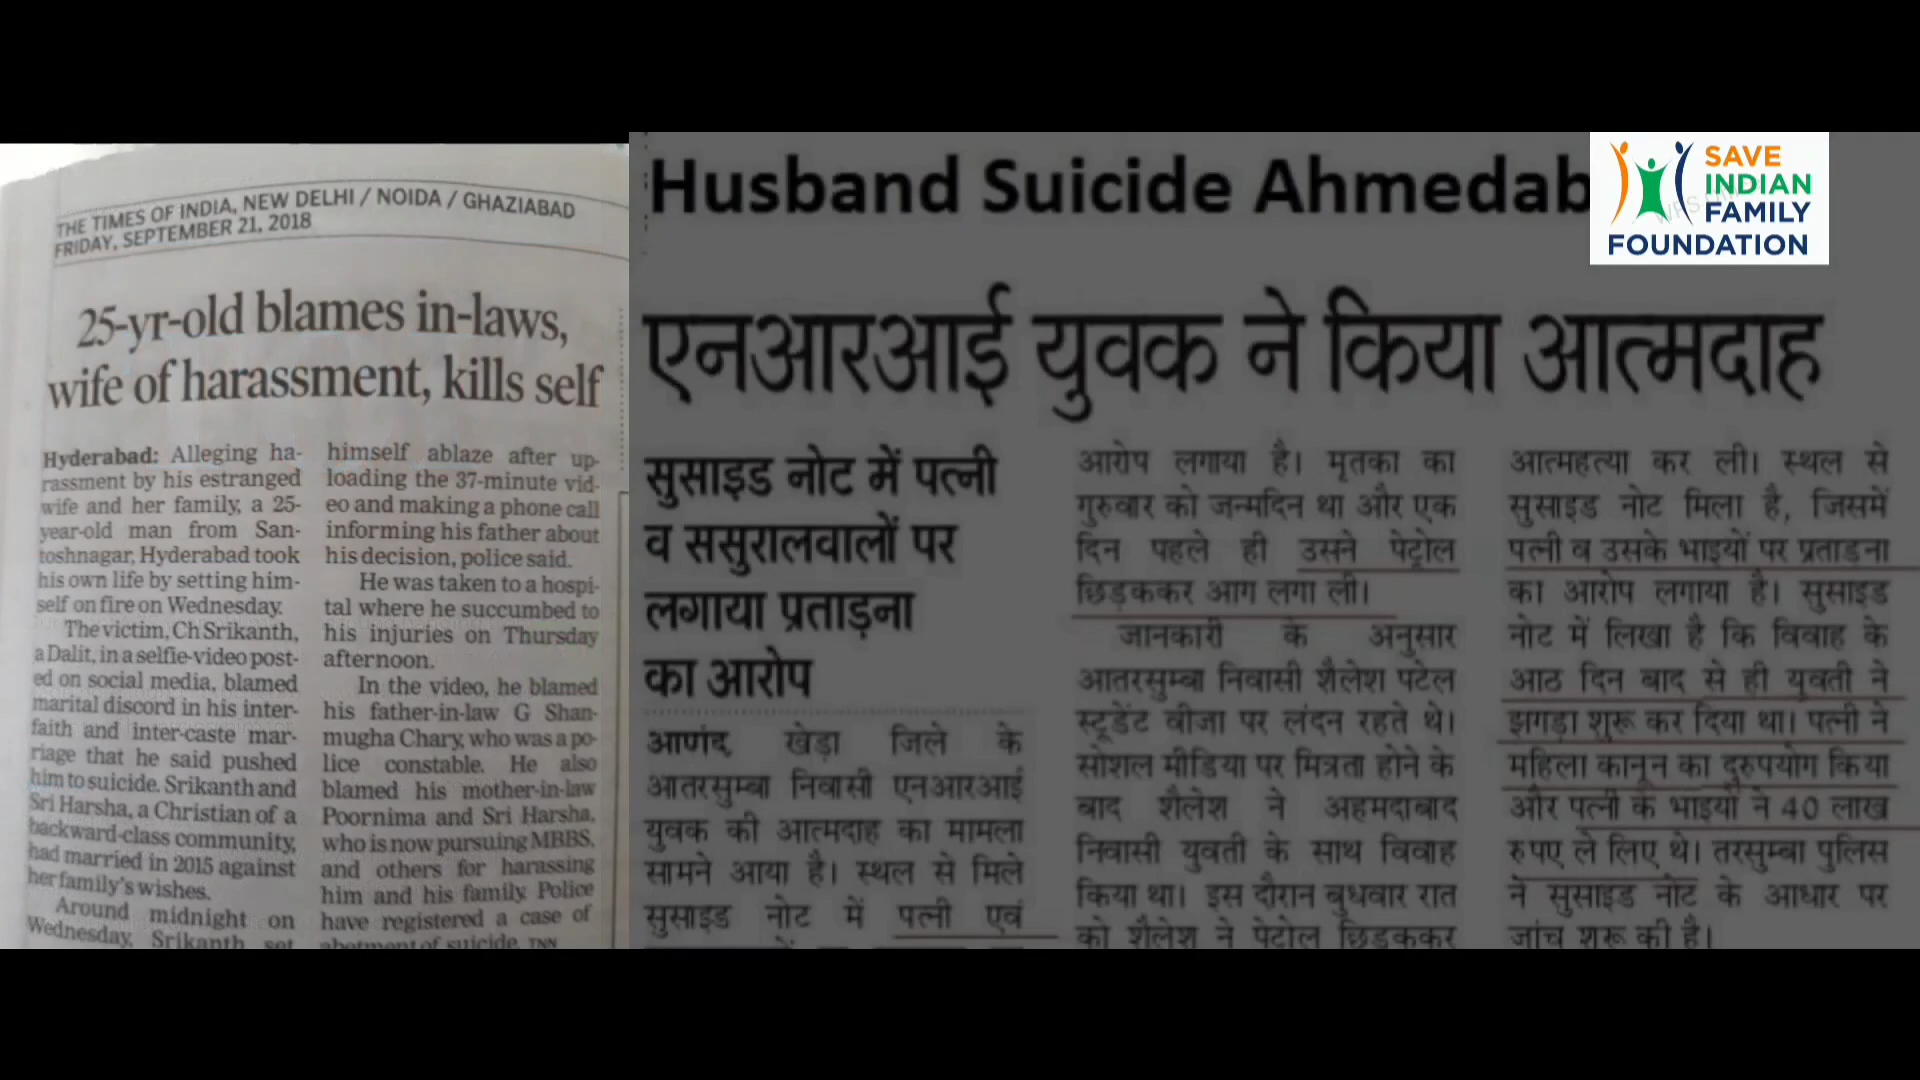 THE TIMES OF INDIA, NEW DELHI / NOIDA / GHAZIABAD
FRIDAY, SEPTEMBER 21, 2018
25-yr-old blames in-laws,
wife of harassment, kills self
Hyderabad: Alleging ha-
rassment by his estranged
wife and her family, a 25-
year-old man from San-
toshnagar, Hyderabad took
his own life by setting him-
self on fire on Wednesday.
The victim, Ch Srikanth,
a Dalit, in a selfie-video post-
ed on social media, blamed
marital discord in his inter-
faith and inter-caste mar-
riage that he said pushed
him to suicide. Srikanth and
Sri Harsha, a Christian of a
backward-class community,
had married in 2015 against
her family's wishes.
Around midnight on
Wednesday, Srikanth set
himself ablaze after up-
loading the 37-minute vid-
eo and making a phone call
informing his father about
his decision, police said.
He was taken to a hospi-
tal where he succumbed to
his injuries on Thursday
afternoon.
In the video, he blamed
his father-in-law G Shan-
mugha Chary, who was a po-
lice constable. He also
blamed his mother-in-law
Poornima and Sri Harsha,
who is now pursuing MBBS,
and others for harassing
him and his family. Police
have registered a case of
abetment of suicide. TNN
Husband Suicide Ahmedab
SAVE
INDIAN
FAMILY
FOUNDATION
एनआरआई युवक ने किया आत्मदाह
सुसाइड नोट में पत्नी
व ससुरालवालों पर
लगाया प्रताड़ना
का आरोप
आणंद, खेड़ा जिले के
आतरसुम्बा निवासी एनआरआई
युवक की आत्मदाह का मामला
सामने आया है। स्थल से मिले
सुसाइड नोट में पत्नी एवं
आरोप लगाया है। मृतका का
गुरुवार को जन्मदिन था और एक
दिन पहले ही उसने पेट्रोल
छिड़ककर आग लगा ली।
जानकारी के अनुसार
आतरसुम्बा निवासी शैलेश पटेल
स्टूडेंट वीजा पर लंदन रहते थे।
सोशल मीडिया पर मित्रता होने के
बाद शैलेश ने अहमदाबाद
निवासी युवती के साथ विवाह
किया था। इस दौरान बुधवार रात
को शैलेश ने पेटोल छिडककर
आत्महत्या कर ली। स्थल से
सुसाइड नोट मिला है, जिसमें
पत्नी व उसके भाइयों पर प्रताडना
का आरोप लगाया है। सुसाइड
नोट में लिखा है कि विवाह के
आठ दिन बाद से ही युवती ने
झगड़ा शुरू कर दिया था। पत्नी ने
महिला कानून का दुरुपयोग किया
और पत्नी के भाइयों ने 40 लाख
रुपए ले लिए थे। तरसुम्बा पुलिस
ने सुसाइड नोट के आधार पर
जांच शुरू की है।